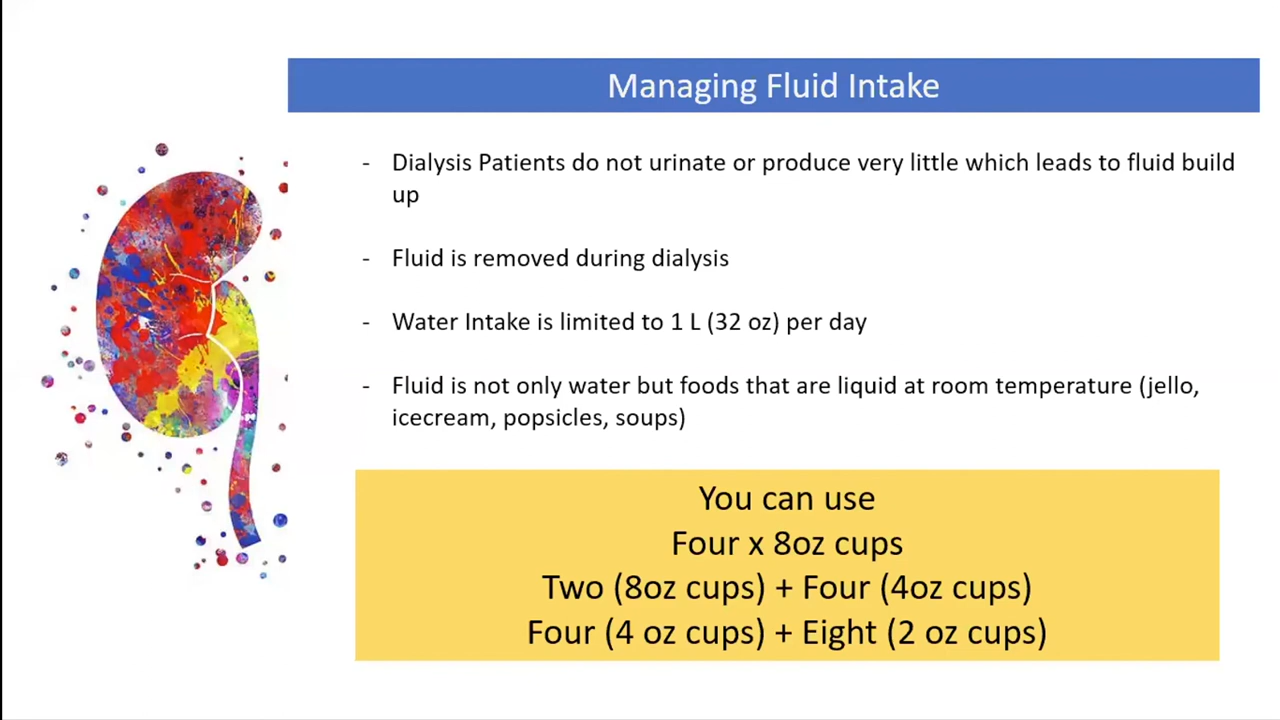 Managing Fluid Intake
- Dialysis Patients do not urinate or produce very little which leads to fluid build
up
- Fluid is removed during dialysis
- Water Intake is limited to 1 L (32 oz) per day
- Fluid is not only water but foods that are liquid at room temperature (jello,
icecream, popsicles, soups)
You can use
Four x 8oz cups
Two (8oz cups) + Four (4oz cups)
Four (4 oz cups) + Eight (2 oz cups)